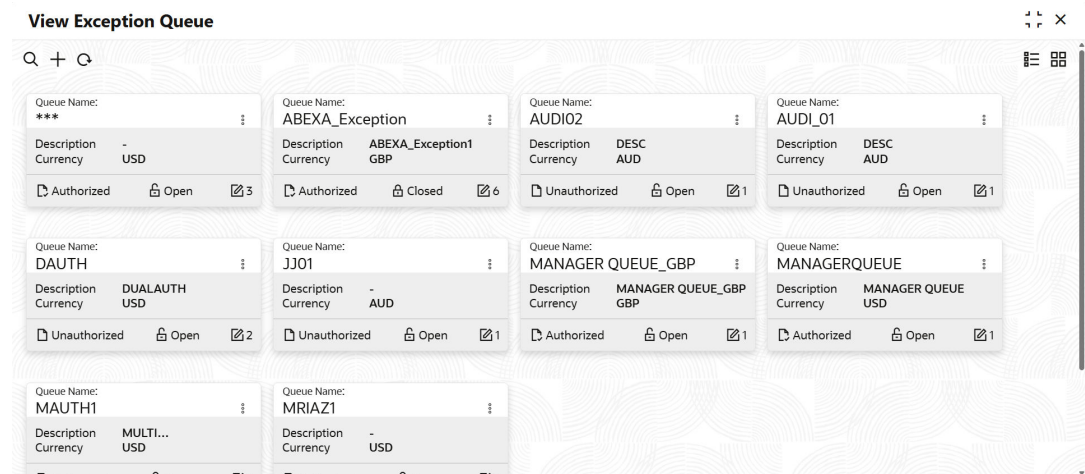 View Exception Queue
Queue Name:
***
Description -
Currency USD
Authorized Open 3
Queue Name:
ABEXA_Exception
Description ABEXA_Exception1
Currency GBP
Authorized Closed 6
Queue Name:
AUDI02
Description DESC
Currency AUD
Unauthorized Open 1
Queue Name:
AUDI_01
Description DESC
Currency AUD
Unauthorized Open 1
Queue Name:
DAUTH
Description DUALAUTH
Currency USD
Unauthorized Open 2
Queue Name:
JJ01
Description -
Currency AUD
Unauthorized Open 1
Queue Name:
MANAGER QUEUE_GBP
Description MANAGER QUEUE_GBP
Currency GBP
Authorized Open 1
Queue Name:
MANAGERQUEUE
Description MANAGER QUEUE
Currency USD
Authorized Open 1
Queue Name:
MAUTH1
Description MULTI...
Currency USD
Queue Name:
MRIAZ1
Description -
Currency USD